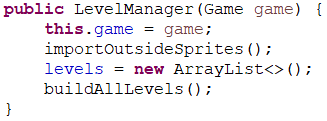 public LevelManager(Game game) {
    this.game = game;
    importOutsideSprites();
    levels = new ArrayList<>();
    buildAllLevels();
}